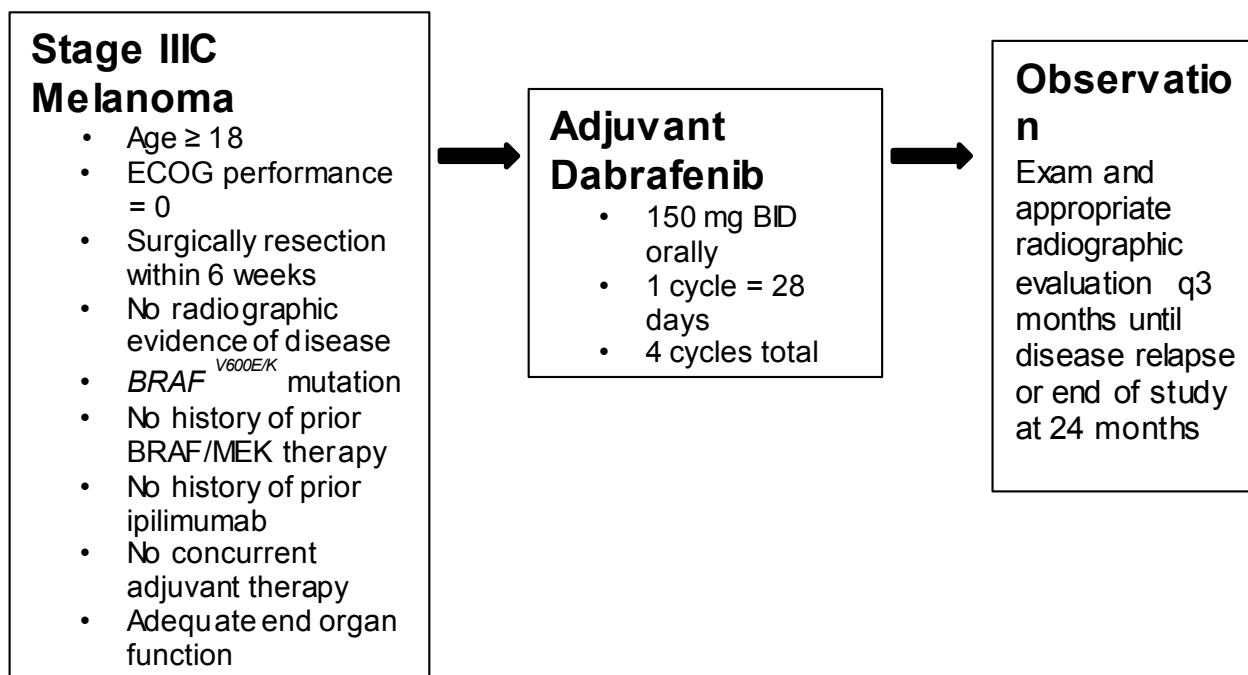 Stage IIIC
Melanoma
• Age ≥ 18
• ECOG performance
= 0
• Surgically resection
within 6 weeks
• No radiographic
evidence of disease
• BRAF V600E/K mutation
• No history of prior
BRAF/MEK therapy
• No history of prior
ipilimumab
• No concurrent
adjuvant therapy
• Adequate end organ
function
Adjuvant
Dabrafenib
• 150 mg BID
orally
• 1 cycle = 28
days
• 4 cycles total
Observatio
n
Exam and
appropriate
radiographic
evaluation q3
months until
disease relapse
or end of study
at 24 months